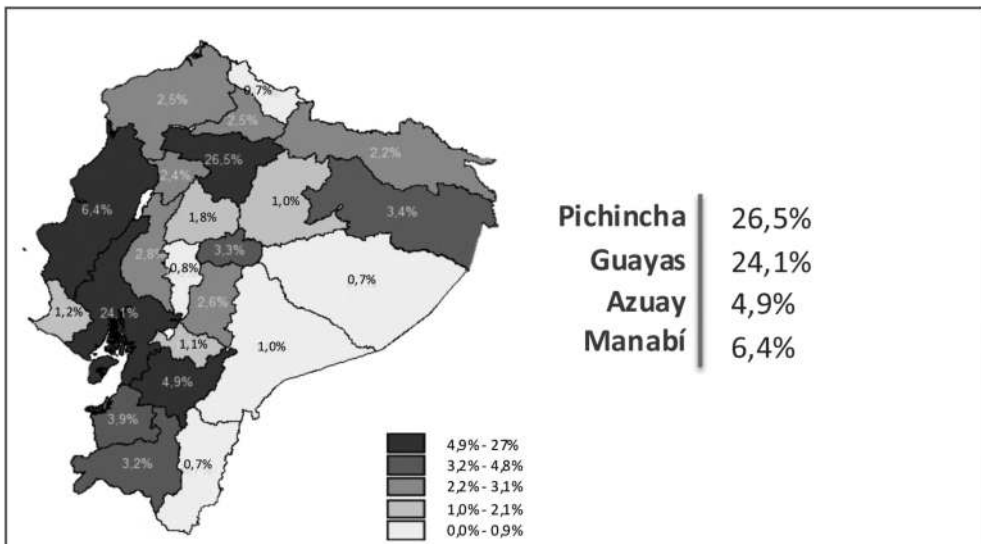 0,7%
2,5%
2,5%
2,2%
26,5%
2,4%
1,0%
3,4%
6,4%
1,8%
3,3%
2,8%
0,8%
0,7%
2,6%
1,2%
24,1%
1,1%
1,0%
4,9%
3,9%
3,2%
0,7%
4,9% - 27%
3,2% - 4,8%
2,2% - 3,1%
1,0% - 2,1%
0,0% - 0,9%
Pichincha 26,5%
Guayas 24,1%
Azuay 4,9%
Manabí 6,4%